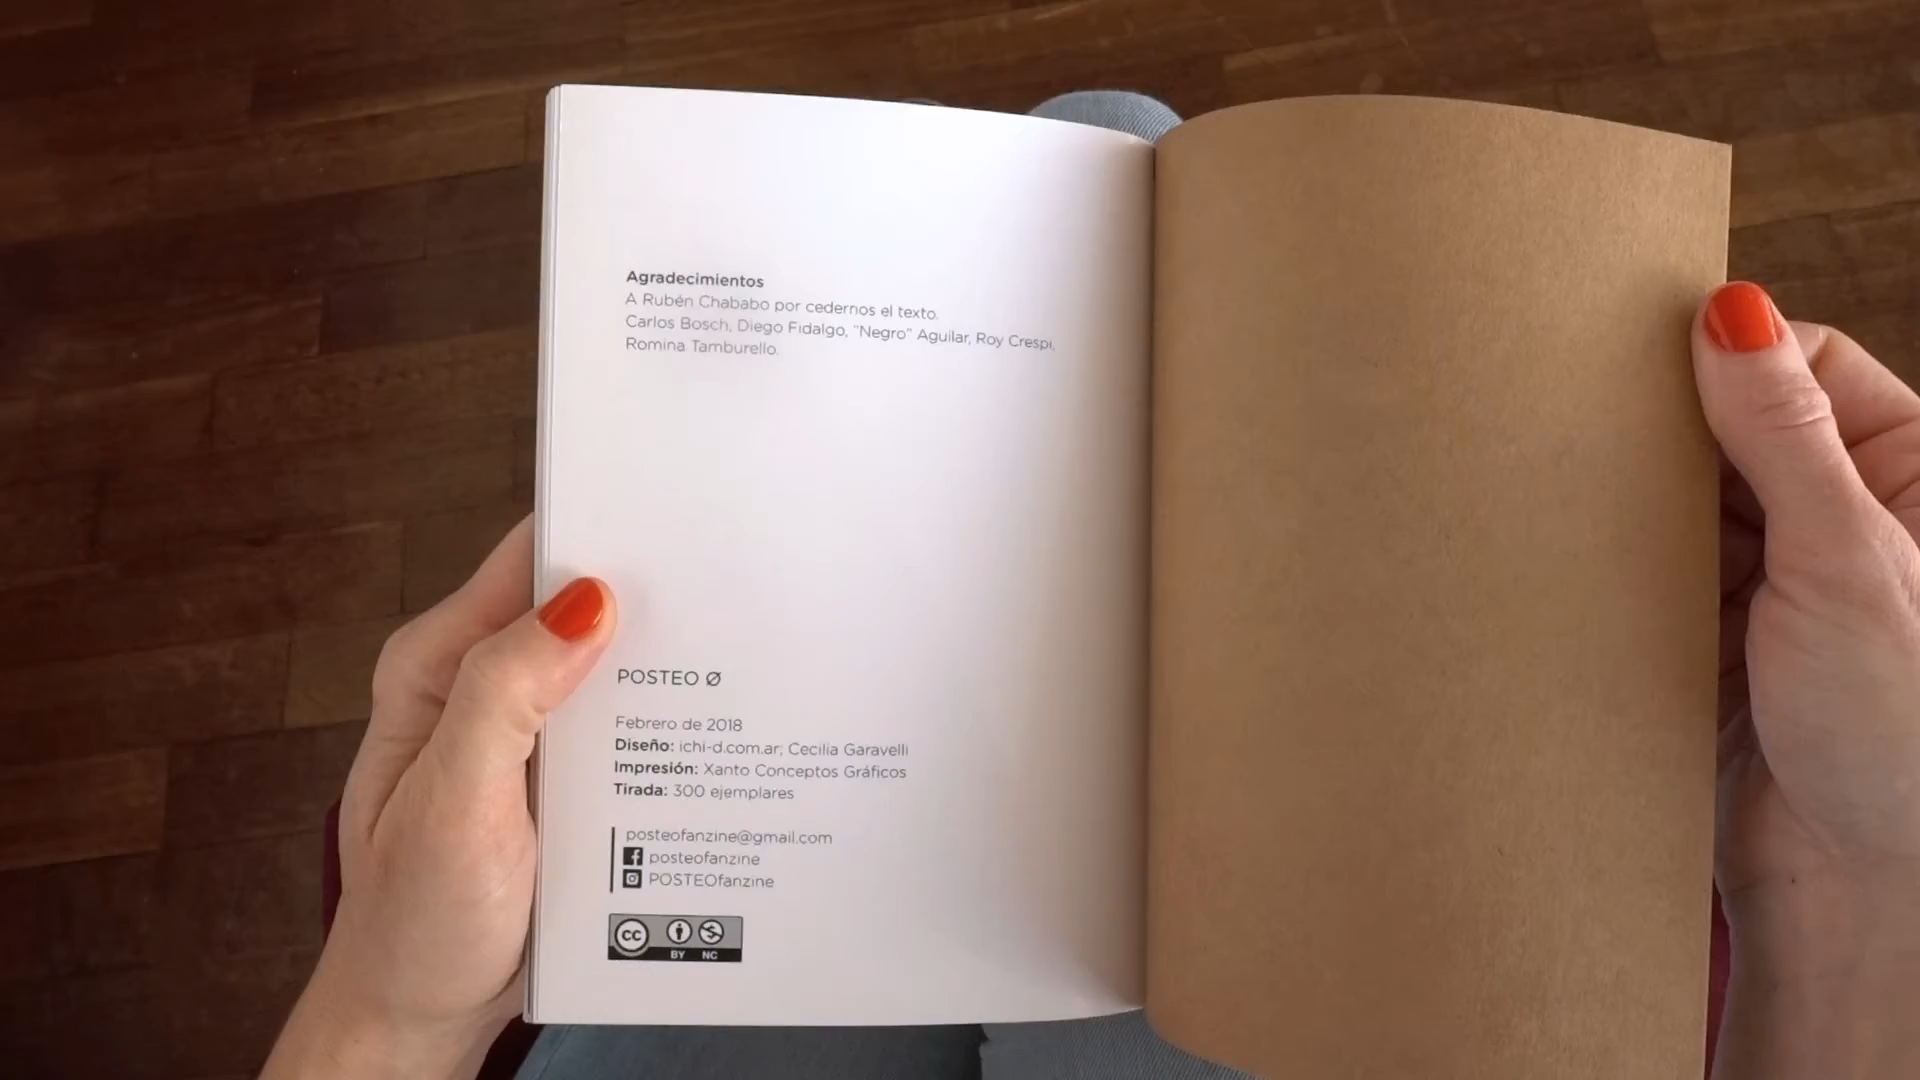 Agradecimientos
A Rubén Chababo por cedernos el texto.
Carlos Bosch, Diego Fidalgo, "Negro" Aguilar, Roy Crespi,
Romina Tamburello.
POSTEO Ø
Febrero de 2018
Diseño: ichi-d.com.ar; Cecilia Garavelli
Impresión: Xanto Conceptos Gráficos
Tirada: 300 ejemplares
posteofanzine@gmail.com
posteofanzine
POSTEOfanzine
cc BY NC